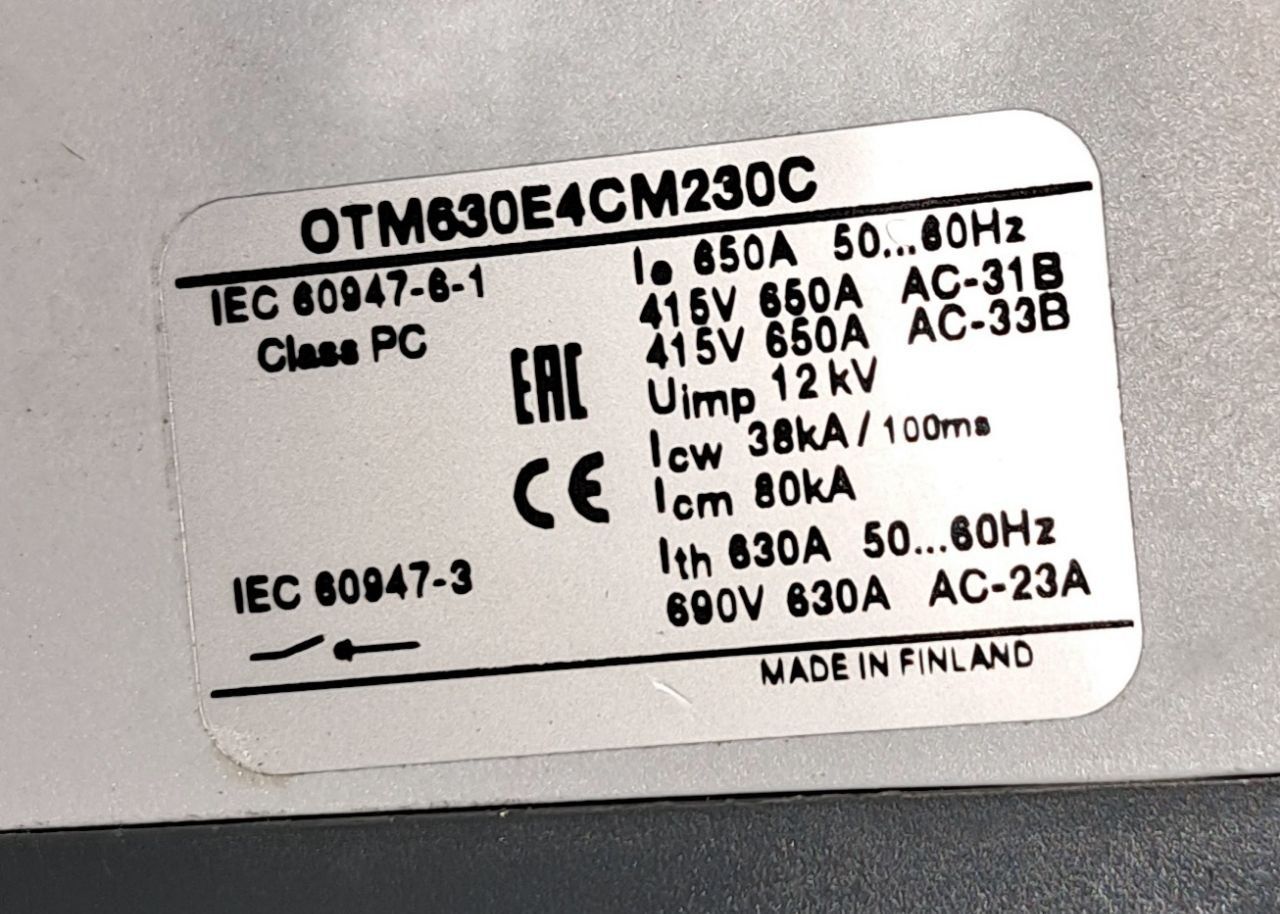 OTM630E4CM230C
IEC 60947-6-1
Class PC
Ie 650A 50...60Hz
415V 650A AC-31B
415V 650A AC-33B
Uimp 12 kV
Icw 38kA / 100ms
Icm 80kA
EAC
CE
IEC 60947-3
Ith 630A 50...60Hz
690V 630A AC-23A
MADE IN FINLAND